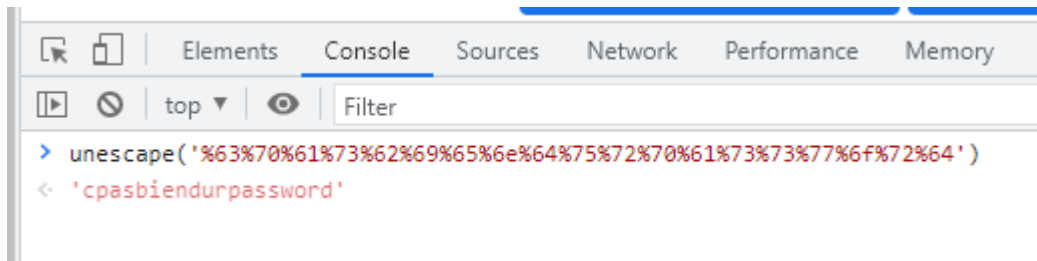 Elements Console Sources Network Performance Memory
top ▼ Filter
> unescape('%63%70%61%73%62%69%65%6e%64%75%72%70%61%73%73%77%6f%72%64')
< 'cpasbiendurpassword'